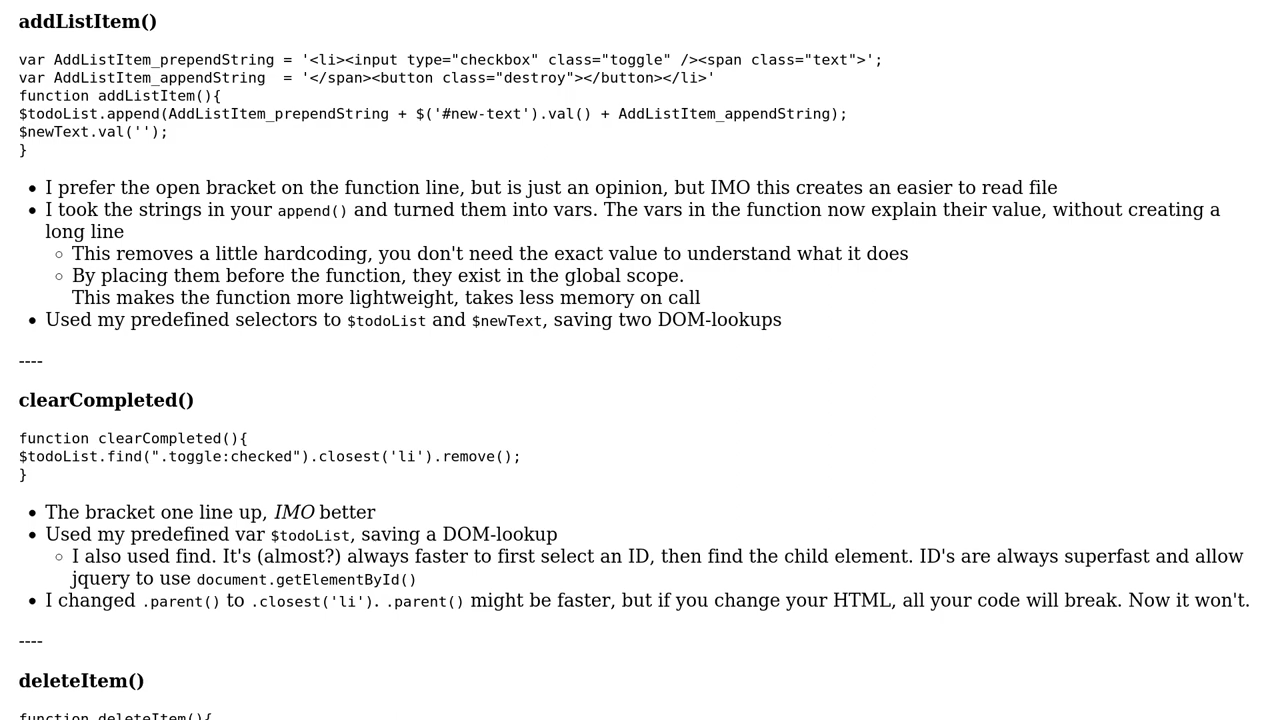 addListItem()
var AddListItem_prependString = '<li><input type="checkbox" class="toggle" /><span class="text">';
var AddListItem_appendString  = '</span><button class="destroy"></button></li>'
function addListItem(){
$todoList.append(AddListItem_prependString + $('#new-text').val() + AddListItem_appendString);
$newText.val('');
}
• I prefer the open bracket on the function line, but is just an opinion, but IMO this creates an easier to read file
• I took the strings in your append() and turned them into vars. The vars in the function now explain their value, without creating a
long line
◦ This removes a little hardcoding, you don't need the exact value to understand what it does
◦ By placing them before the function, they exist in the global scope.
This makes the function more lightweight, takes less memory on call
• Used my predefined selectors to $todoList and $newText, saving two DOM-lookups
----
clearCompleted()
function clearCompleted(){
$todoList.find(".toggle:checked").closest('li').remove();
}
• The bracket one line up, IMO better
• Used my predefined var $todoList, saving a DOM-lookup
◦ I also used find. It's (almost?) always faster to first select an ID, then find the child element. ID's are always superfast and allow
jquery to use document.getElementById()
• I changed .parent() to .closest('li'). .parent() might be faster, but if you change your HTML, all your code will break. Now it won't.
----
deleteItem()
function deleteItem(){